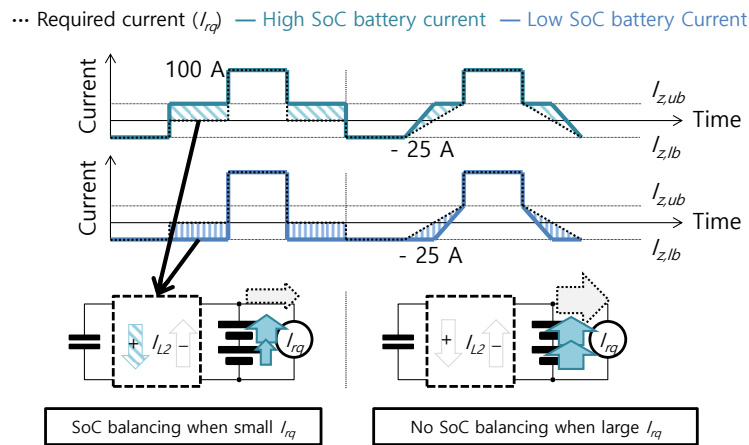 Required current (Irq) High SoC battery current Low SoC battery Current
100 A
Current
Iz,ub
Time
- 25 A
Iz,lb
Current
Iz,ub
Time
- 25 A
Iz,lb
+ IL2 − Irq
+ IL2 − Irq
SoC balancing when small Irq
No SoC balancing when large Irq